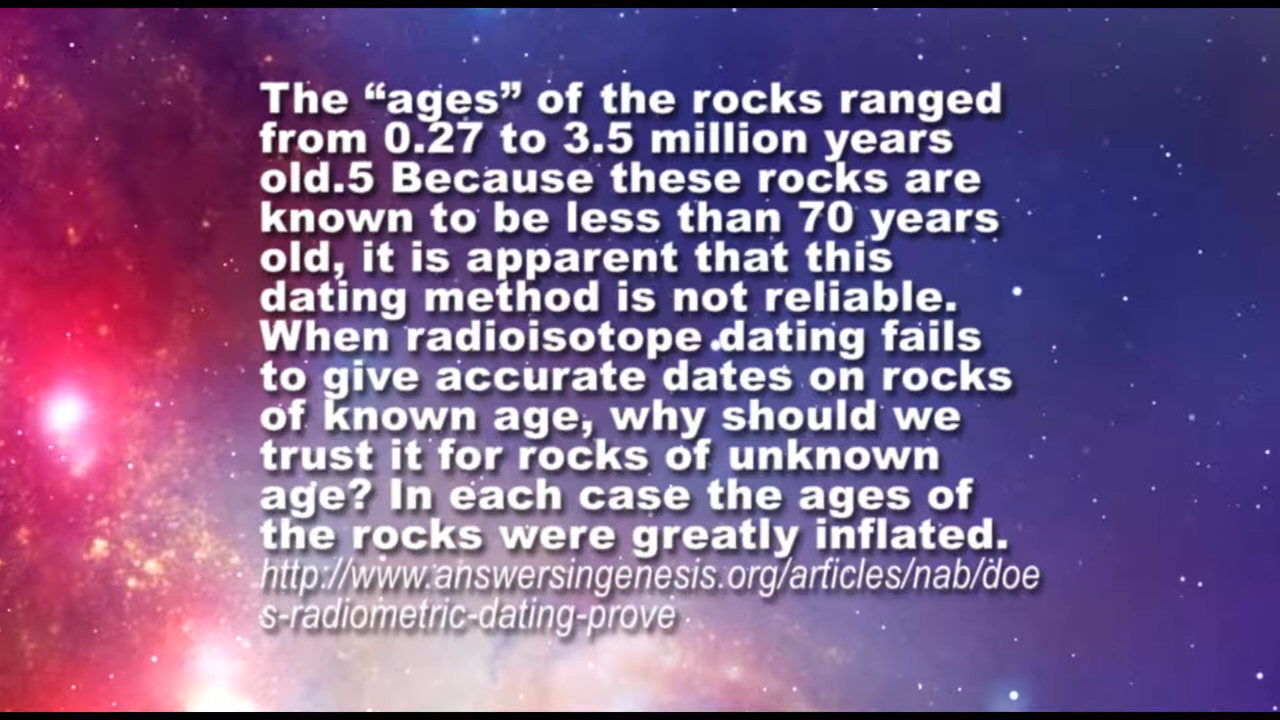 The “ages” of the rocks ranged
from 0.27 to 3.5 million years
old.5 Because these rocks are
known to be less than 70 years
old, it is apparent that this
dating method is not reliable.
When radioisotope dating fails
to give accurate dates on rocks
of known age, why should we
trust it for rocks of unknown
age? In each case the ages of
the rocks were greatly inflated.
http://www.answersingenesis.org/articles/nab/doe
s-radiometric-dating-prove